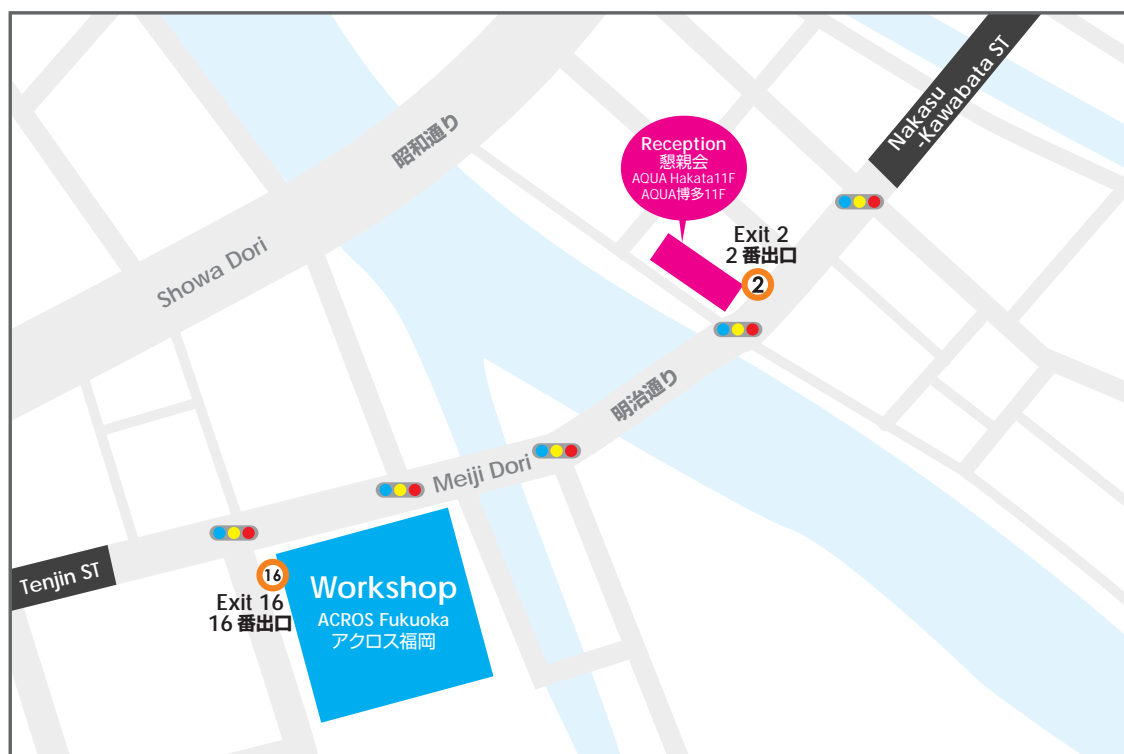 Nakasu
-Kawabata ST
昭和通り
Reception
懇親会
AQUA Hakata11F
AQUA博多11F
Exit 2
2 番出口
2
Showa Dori
明治通り
Meiji Dori
Tenjin ST
16
Exit 16
16 番出口
Workshop
ACROS Fukuoka
アクロス福岡